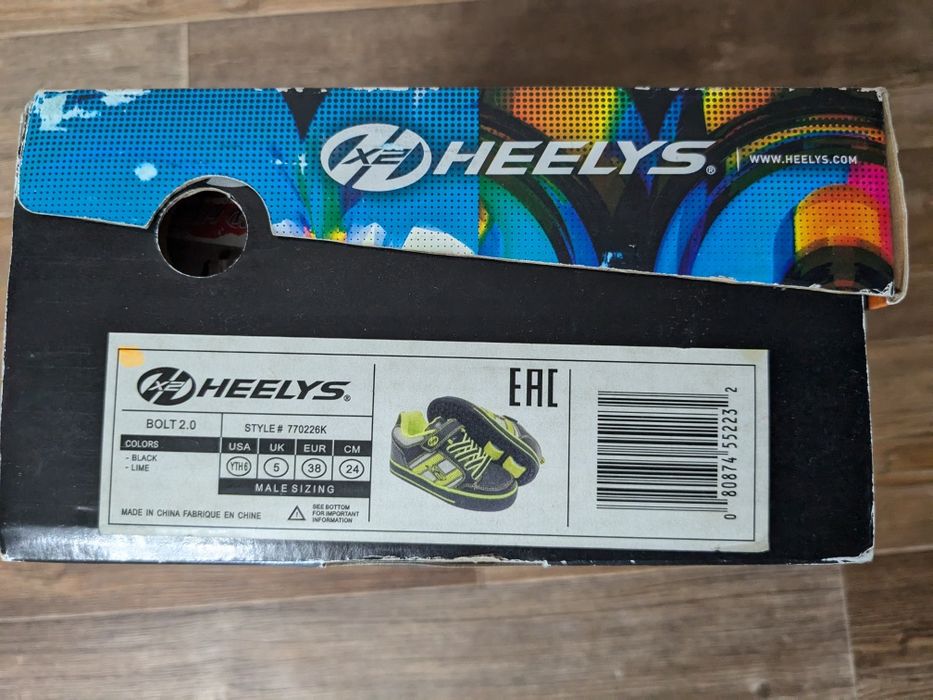 X2 HEELYS® | WWW.HEELYS.COM
X2 HEELYS®
BOLT 2.0
STYLE# 770226K
COLORS
- BLACK
- LIME
USA UK EUR CM
YTH 6 5 38 24
MALE SIZING
MADE IN CHINA FABRIQUE EN CHINE
SEE BOTTOM
FOR IMPORTANT
INFORMATION
EAC
0 80874 55223 2